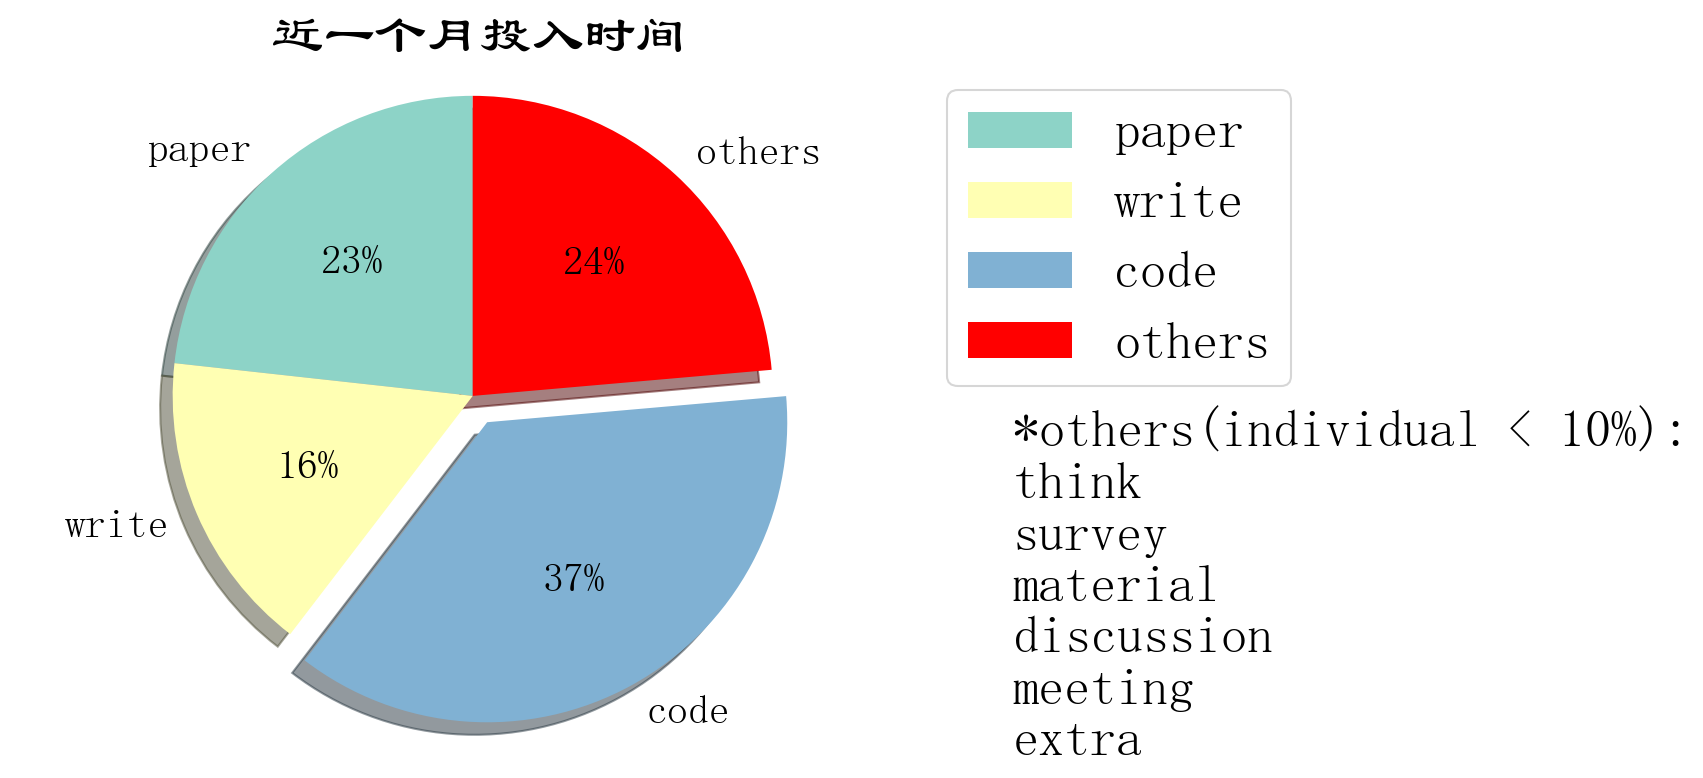 近一个月投入时间
paper
others
23%
24%
16%
write
37%
code
paper
write
code
others
*others(individual < 10%):
think
survey
material
discussion
meeting
extra